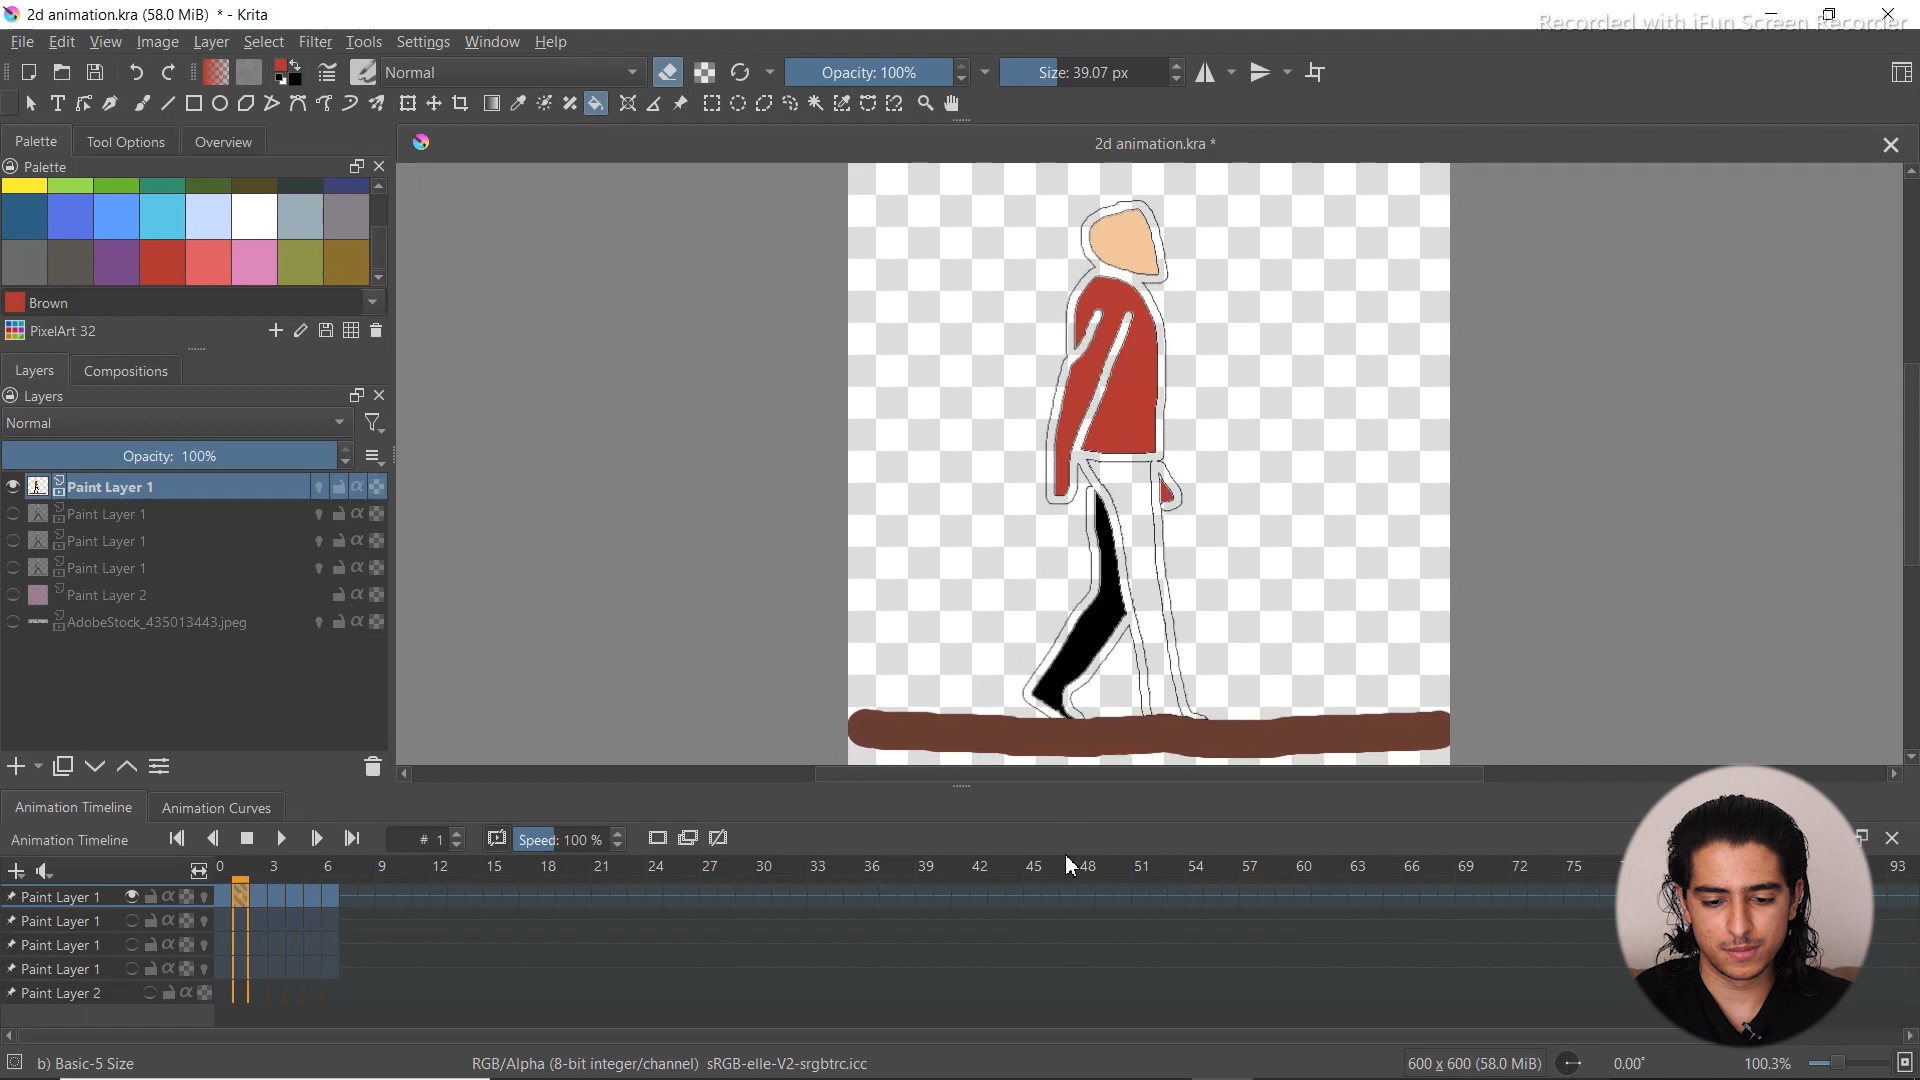 2d animation.kra (58.0 MiB) * - Krita
Recorded with iFun Screen Recorder
File Edit View Image Layer Select Filter Tools Settings Window Help
Normal
Opacity: 100%
Size: 39.07 px
Palette Tool Options Overview
2d animation.kra *
Palette
Brown
PixelArt 32
Layers Compositions
Layers
Normal
Opacity: 100%
Paint Layer 1
Paint Layer 1
Paint Layer 1
Paint Layer 1
Paint Layer 2
AdobeStock_435013443.jpeg
Animation Timeline Animation Curves
Animation Timeline
# 1
Speed: 100 %
0 3 6 9 12 15 18 21 24 27 30 33 36 39 42 45 48 51 54 57 60 63 66 69 72 75 93
Paint Layer 1
Paint Layer 1
Paint Layer 1
Paint Layer 1
Paint Layer 2
b) Basic-5 Size
RGB/Alpha (8-bit integer/channel) sRGB-elle-V2-srgbtrc.icc
600 x 600 (58.0 MiB)
0.00°
100.3%